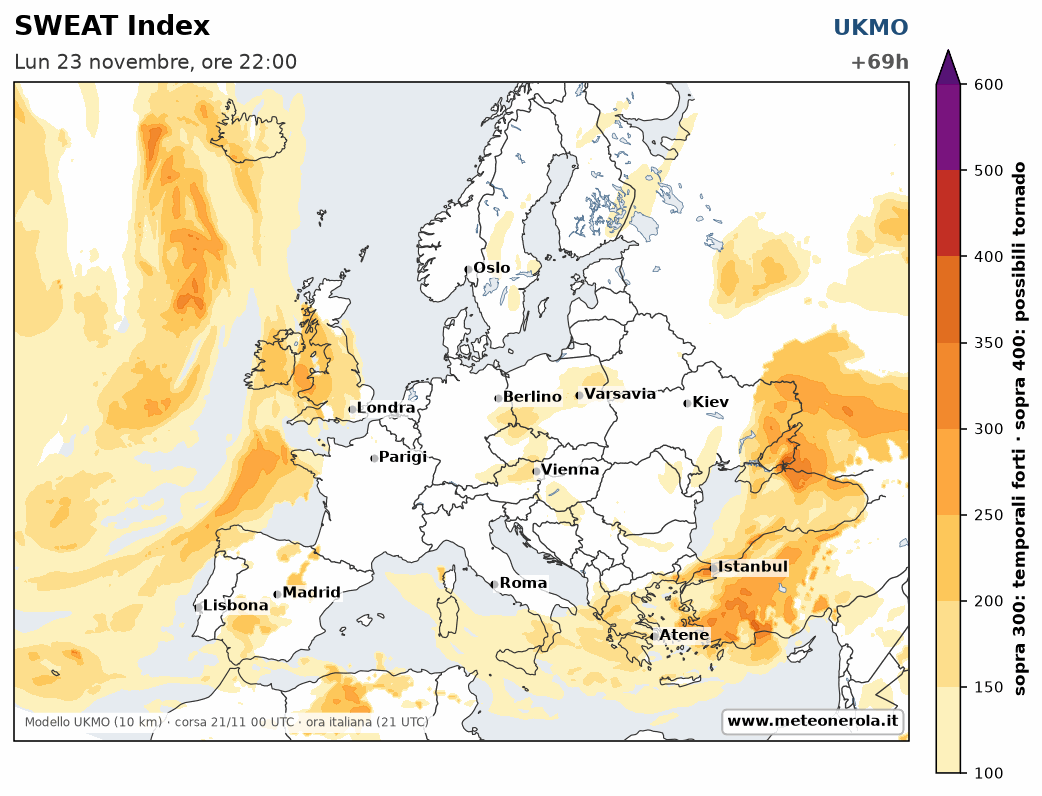 SWEAT Index
UKMO
Lun 23 novembre, ore 22:00
+69h
Oslo
Londra
Berlino
Varsavia
Kiev
Parigi
Vienna
Istanbul
Roma
Madrid
Lisbona
Atene
Modello UKMO (10 km) · corsa 21/11 00 UTC · ora italiana (21 UTC)
www.meteonerola.it
600
500
400
350
300
250
200
150
100
sopra 300: temporali forti · sopra 400: possibili tornado